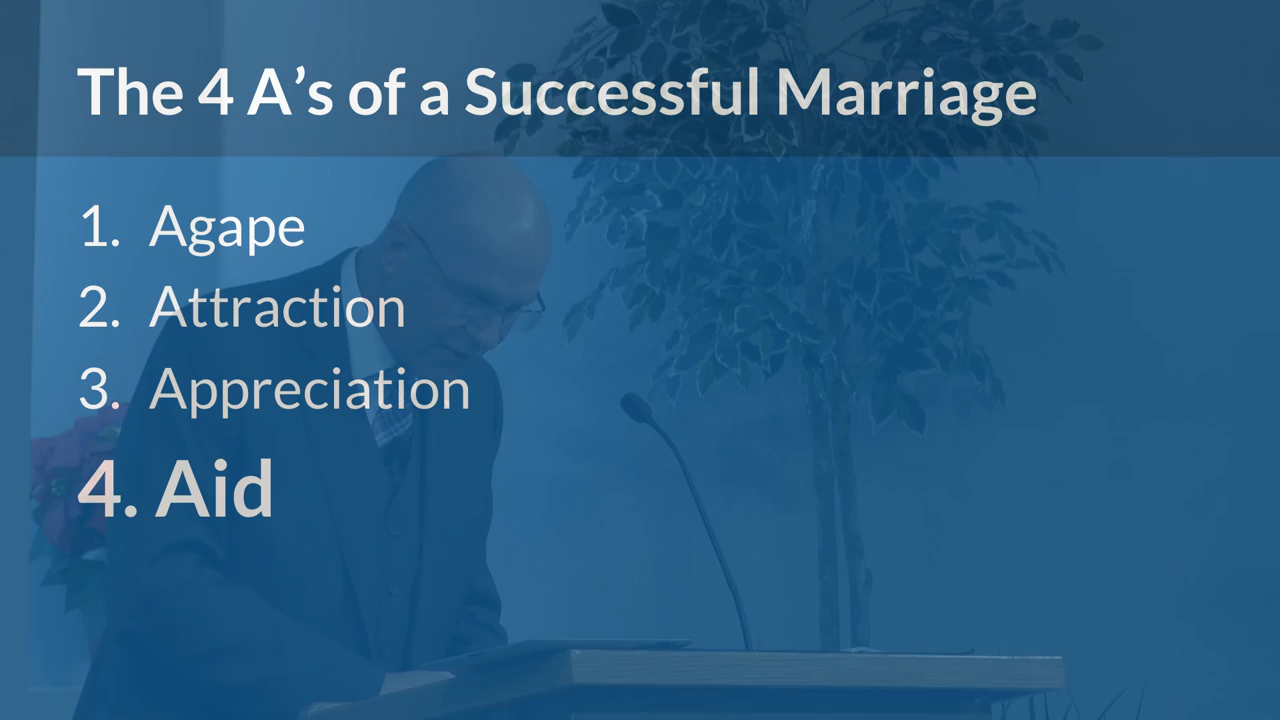 The 4 A’s of a Successful Marriage
1. Agape
2. Attraction
3. Appreciation
4. Aid